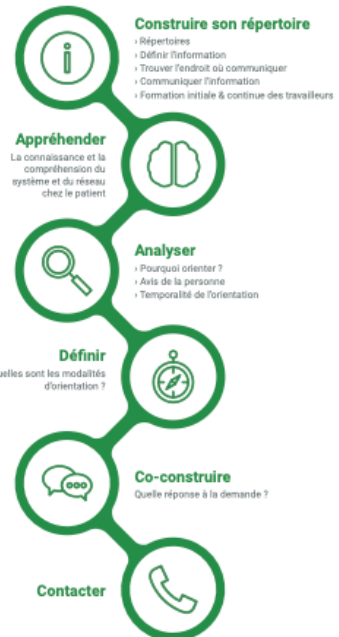 Construire son répertoire
› Répertoires
› Définir l'information
› Trouver l'endroit où communiquer
› Communiquer l'information
› Formation initiale & continue des travailleurs
Appréhender
La connaissance et la
compréhension du
système et du réseau
chez le patient
Analyser
› Pourquoi orienter ?
› Avis de la personne
› Temporalité de l'orientation
Définir
uelles sont les modalités
d'orientation ?
Co-construire
Quelle réponse à la demande ?
Contacter